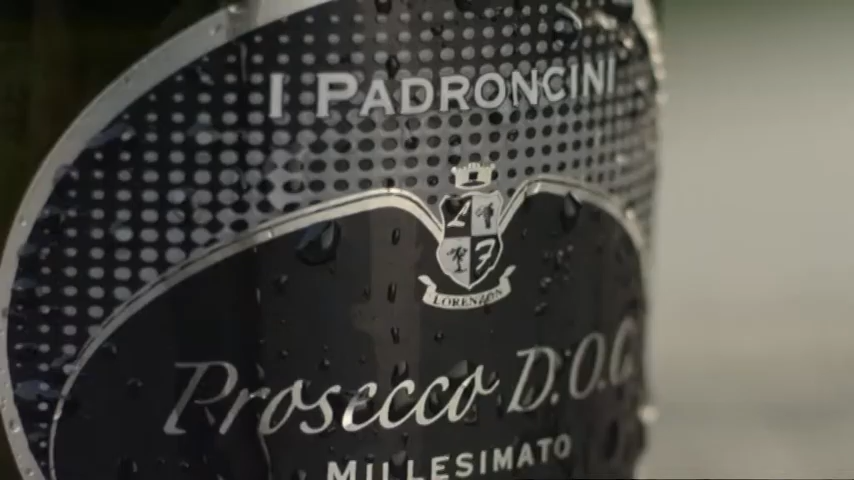 I PADRONCINI
L
F
LORENZON
Prosecco D.O.C.
MILLESIMATO